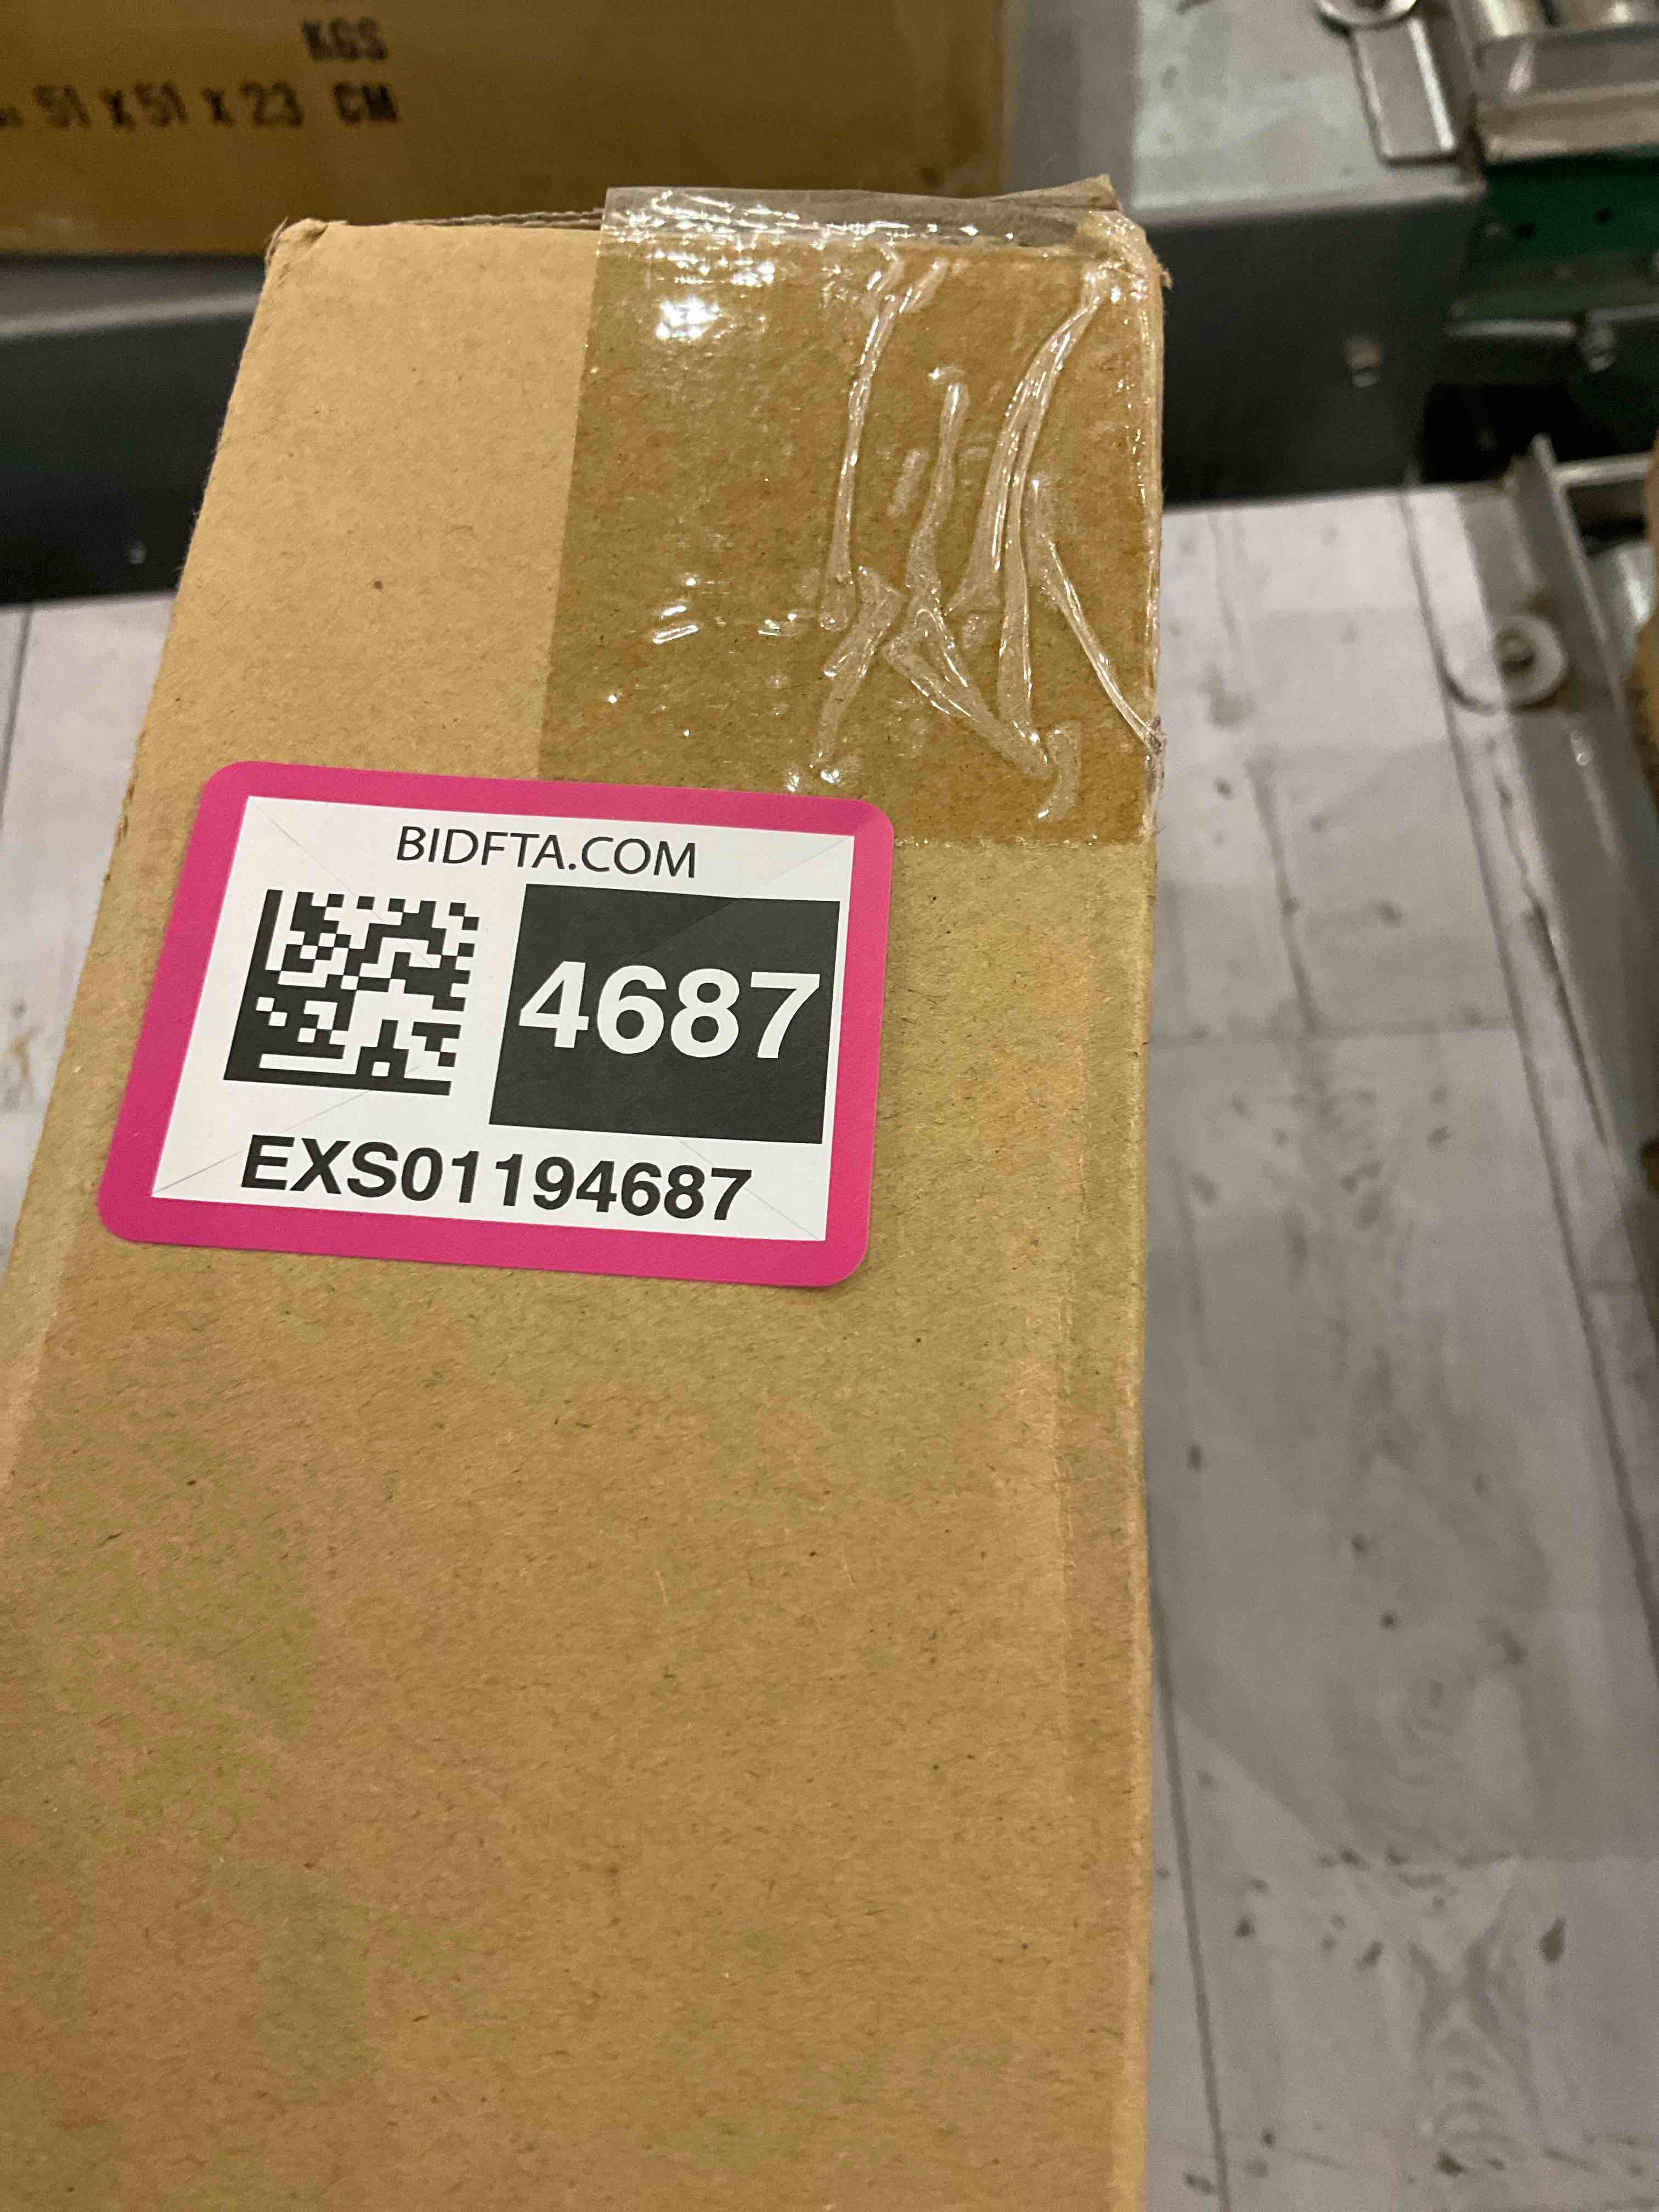 KGS
51 X 51 X 23 CM
BIDFTA.COM
4687
EXS01194687